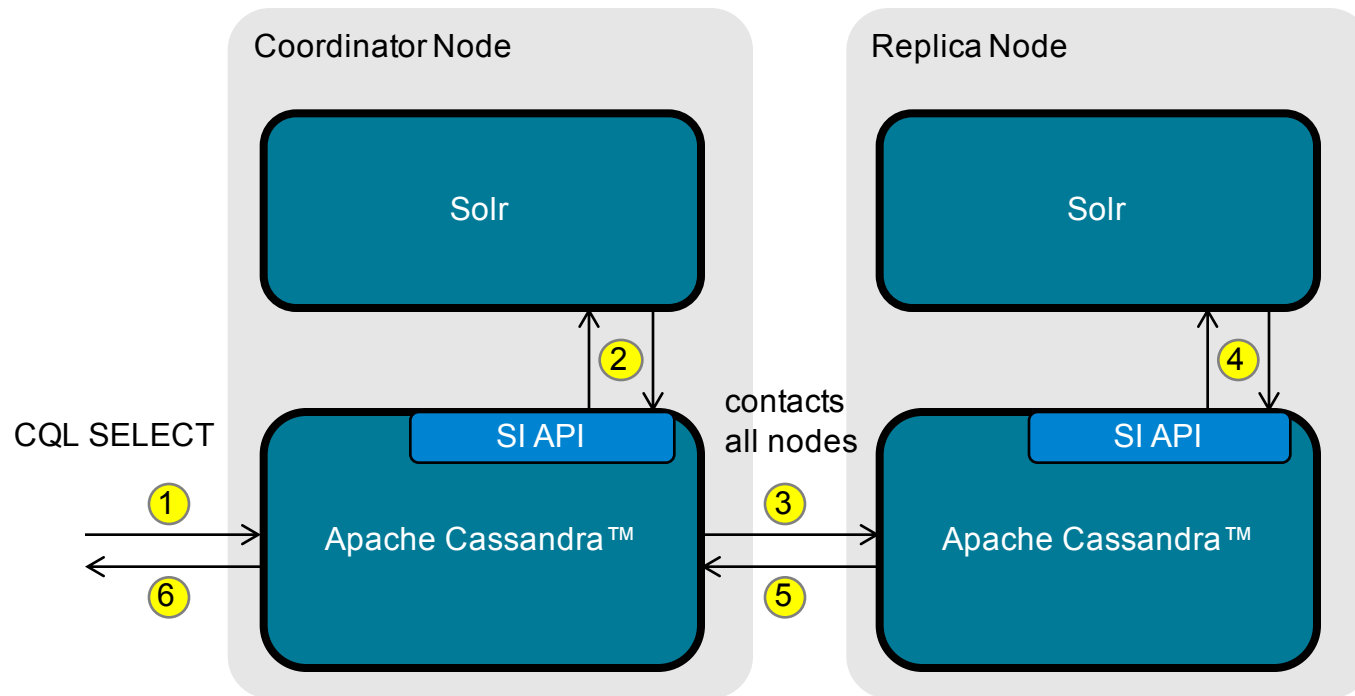 Coordinator Node
Replica Node
Solr
Solr
2
4
CQL SELECT
contacts
all nodes
SI API
SI API
1
3
Apache Cassandra™
Apache Cassandra™
6
5